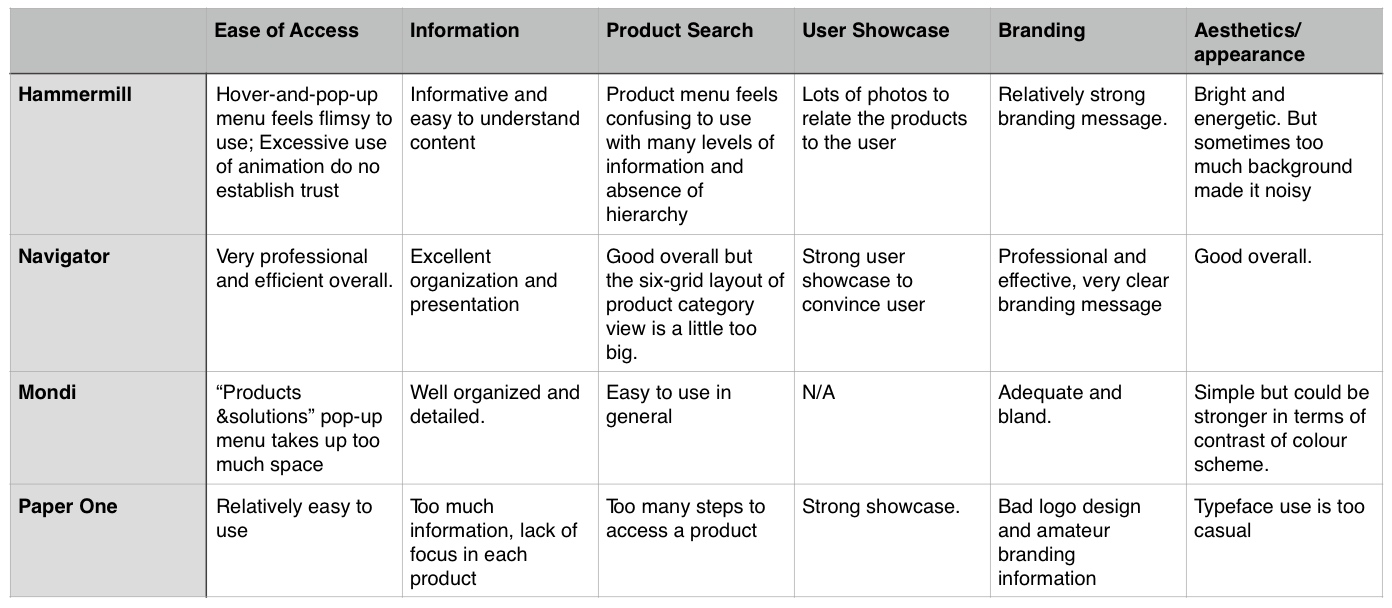 Ease of Access
Information
Product Search
User Showcase
Branding
Aesthetics/
appearance
Hammermill
Hover-and-pop-up
menu feels flimsy to
use; Excessive use
of animation do no
establish trust
Informative and
easy to understand
content
Product menu feels
confusing to use
with many levels of
information and
absence of
hierarchy
Lots of photos to
relate the products
to the user
Relatively strong
branding message.
Bright and
energetic. But
sometimes too
much background
made it noisy
Navigator
Very professional
and efficient overall.
Excellent
organization and
presentation
Good overall but
the six-grid layout of
product category
view is a little too
big.
Strong user
showcase to
convince user
Professional and
effective, very clear
branding message
Good overall.
Mondi
“Products
&solutions” pop-up
menu takes up too
much space
Well organized and
detailed.
Easy to use in
general
N/A
Adequate and
bland.
Simple but could be
stronger in terms of
contrast of colour
scheme.
Paper One
Relatively easy to
use
Too much
information, lack of
focus in each
product
Too many steps to
access a product
Strong showcase.
Bad logo design
and amateur
branding
information
Typeface use is too
casual